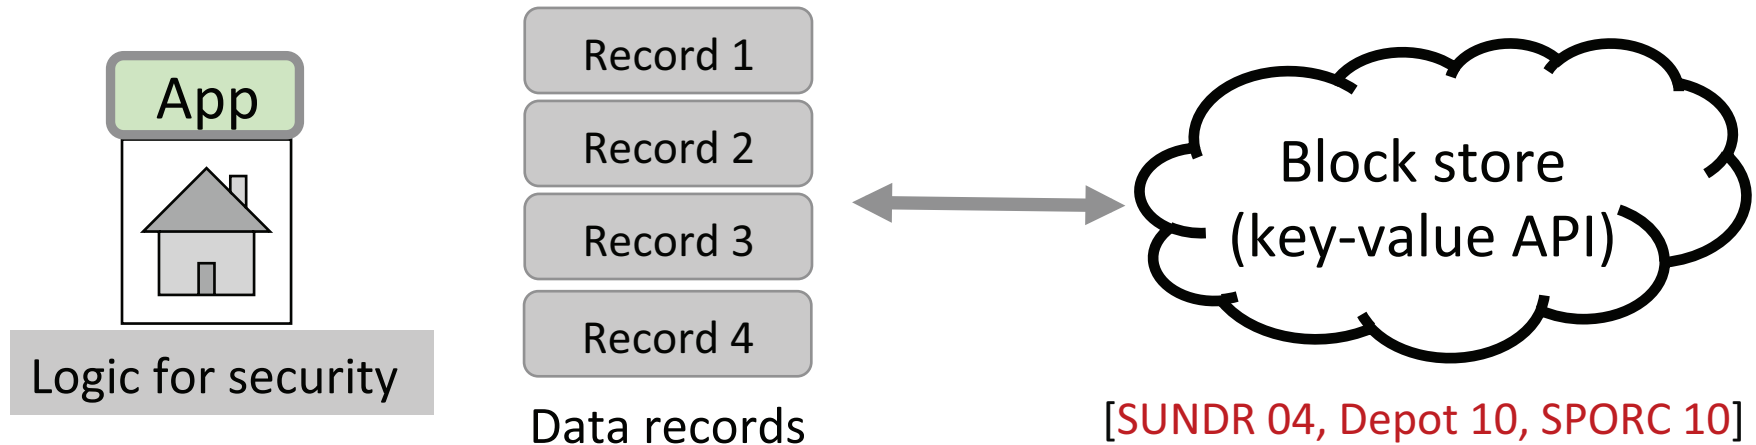 App
Logic for security
Record 1
Record 2
Record 3
Record 4
Data records
Block store
(key-value API)
[SUNDR 04, Depot 10, SPORC 10]